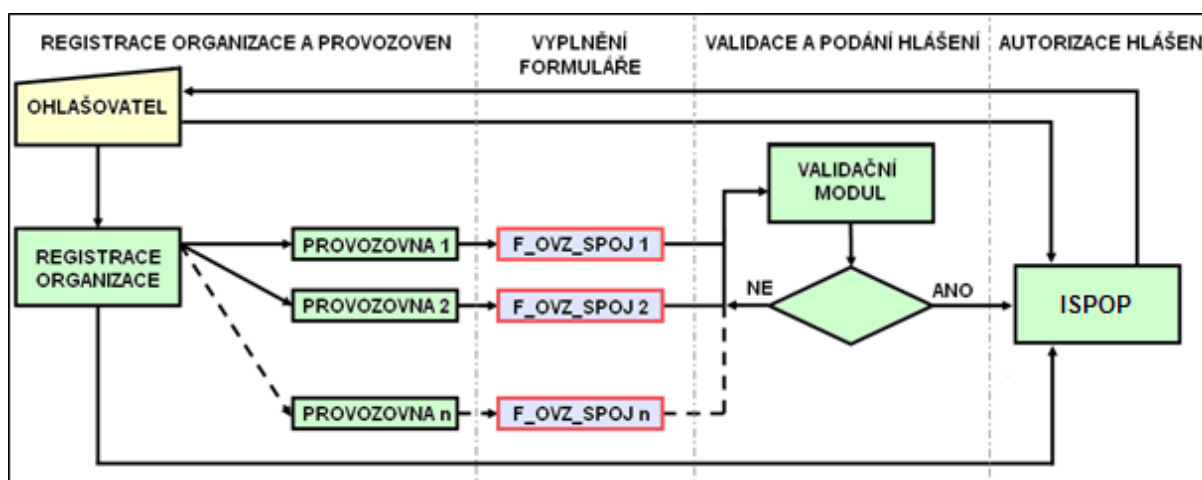 REGISTRACE ORGANIZACE A PROVOZOVEN
VYPLNĚNÍ
FORMULÁŘE
VALIDACE A PODÁNÍ HLÁŠENÍ
AUTORIZACE HLÁŠEN
OHLAŠOVATEL
REGISTRACE
ORGANIZACE
PROVOZOVNA 1
PROVOZOVNA 2
PROVOZOVNA n
F_OVZ_SPOJ 1
F_OVZ_SPOJ 2
F_OVZ_SPOJ n
VALIDAČNÍ
MODUL
NE
ANO
ISPOP